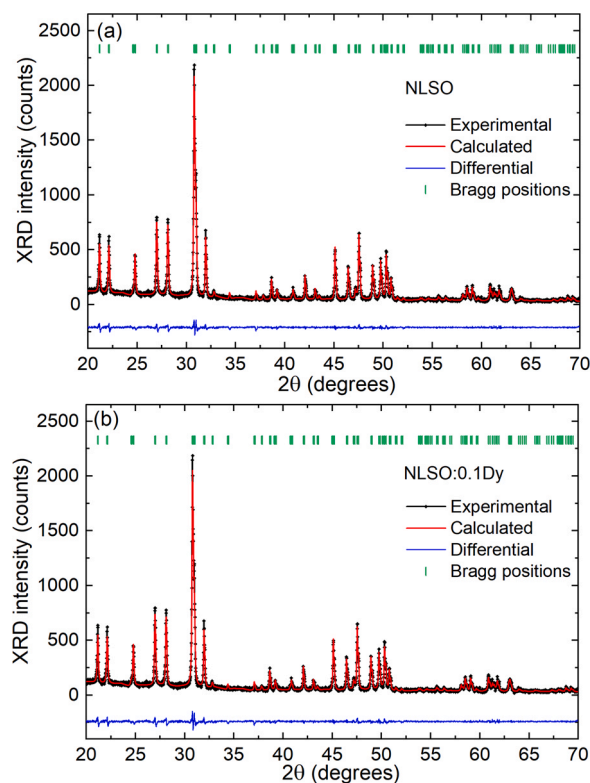 (a)
2500
2000
1500
1000
500
0
XRD intensity (counts)
NLSO
Experimental
Calculated
Differential
Bragg positions
20 25 30 35 40 45 50 55 60 65 70
2θ (degrees)
(b)
2500
2000
1500
1000
500
0
XRD intensity (counts)
NLSO:0.1Dy
Experimental
Calculated
Differential
Bragg positions
20 25 30 35 40 45 50 55 60 65 70
2θ (degrees)